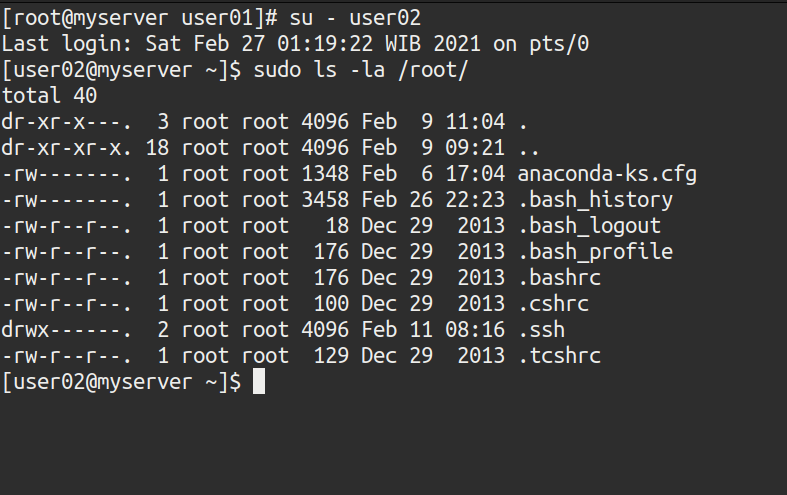 [root@myserver user01]# su - user02
Last login: Sat Feb 27 01:19:22 WIB 2021 on pts/0
[user02@myserver ~]$ sudo ls -la /root/
total 40
dr-xr-x---.  3 root root 4096 Feb  9 11:04 .
dr-xr-xr-x. 18 root root 4096 Feb  9 09:21 ..
-rw-------.  1 root root 1348 Feb  6 17:04 anaconda-ks.cfg
-rw-------.  1 root root 3458 Feb 26 22:23 .bash_history
-rw-r--r--.  1 root root   18 Dec 29  2013 .bash_logout
-rw-r--r--.  1 root root  176 Dec 29  2013 .bash_profile
-rw-r--r--.  1 root root  176 Dec 29  2013 .bashrc
-rw-r--r--.  1 root root  100 Dec 29  2013 .cshrc
drwx------.  2 root root 4096 Feb 11 08:16 .ssh
-rw-r--r--.  1 root root  129 Dec 29  2013 .tcshrc
[user02@myserver ~]$